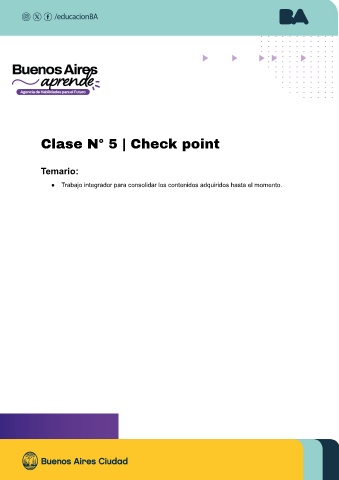 /educacionBA
BA
Buenos Aires
aprende
Agencia de Habilidades para el Futuro
Clase N° 5 | Check point
Temario:
● Trabajo integrador para consolidar los contenidos adquiridos hasta el momento.
Buenos Aires Ciudad